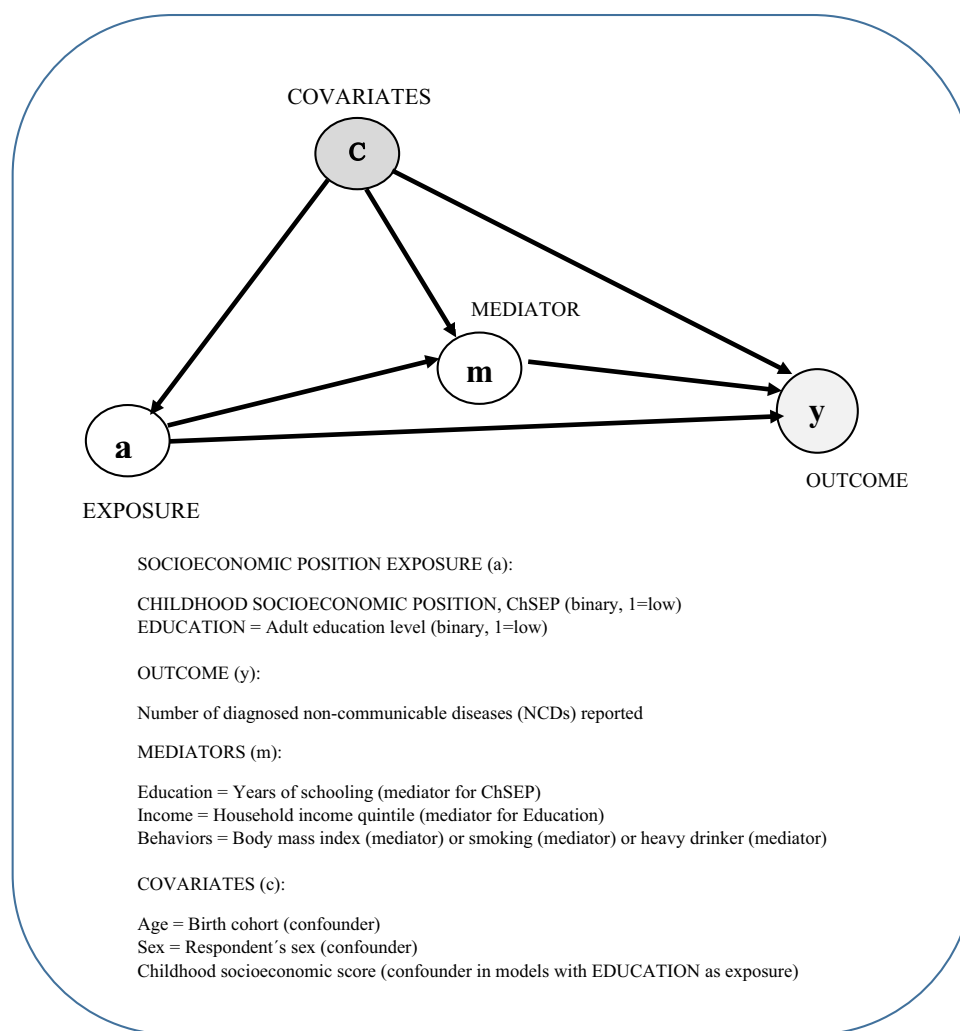 COVARIATES
C
MEDIATOR
m
y
a
OUTCOME
EXPOSURE
SOCIOECONOMIC POSITION EXPOSURE (a):
CHILDHOOD SOCIOECONOMIC POSITION, ChSEP (binary, 1=low)
EDUCATION = Adult education level (binary, 1=low)
OUTCOME (y):
Number of diagnosed non-communicable diseases (NCDs) reported
MEDIATORS (m):
Education = Years of schooling (mediator for ChSEP)
Income = Household income quintile (mediator for Education)
Behaviors = Body mass index (mediator) or smoking (mediator) or heavy drinker (mediator)
COVARIATES (c):
Age = Birth cohort (confounder)
Sex = Respondent´s sex (confounder)
Childhood socioeconomic score (confounder in models with EDUCATION as exposure)